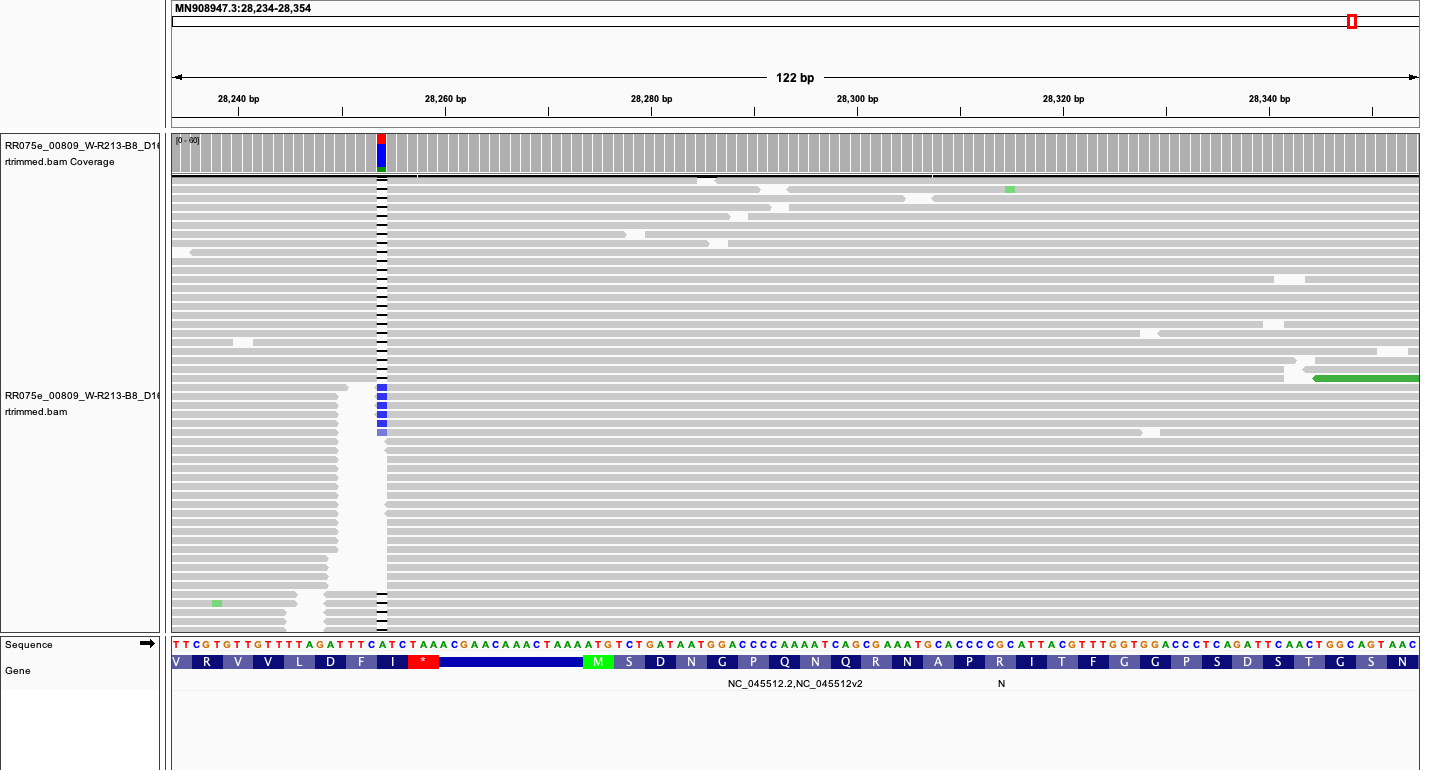 MN908947.3:28,234-28,354
122 bp
28,240 bp 28,260 bp 28,280 bp 28,300 bp 28,320 bp 28,340 bp
RR075e_00809_W-R213-B8_D16
rtrimmed.bam Coverage
[0 - 60]
RR075e_00809_W-R213-B8_D16
rtrimmed.bam
Sequence
TTCGTGTTGTTTTAGATTTCATCTAAACGAACAAACTAAAATGTCTGATAATGGACCCCAAAATCAGCGAAATGCACCCCGCATTACGTTTGGTGGACCCTCAGATTCAACTGGCAGTAAC
Gene
V R V V L D F I * M S D N G P Q N Q R N A P R I T F G G P S D S T G S N
NC_045512.2,NC_045512v2 N